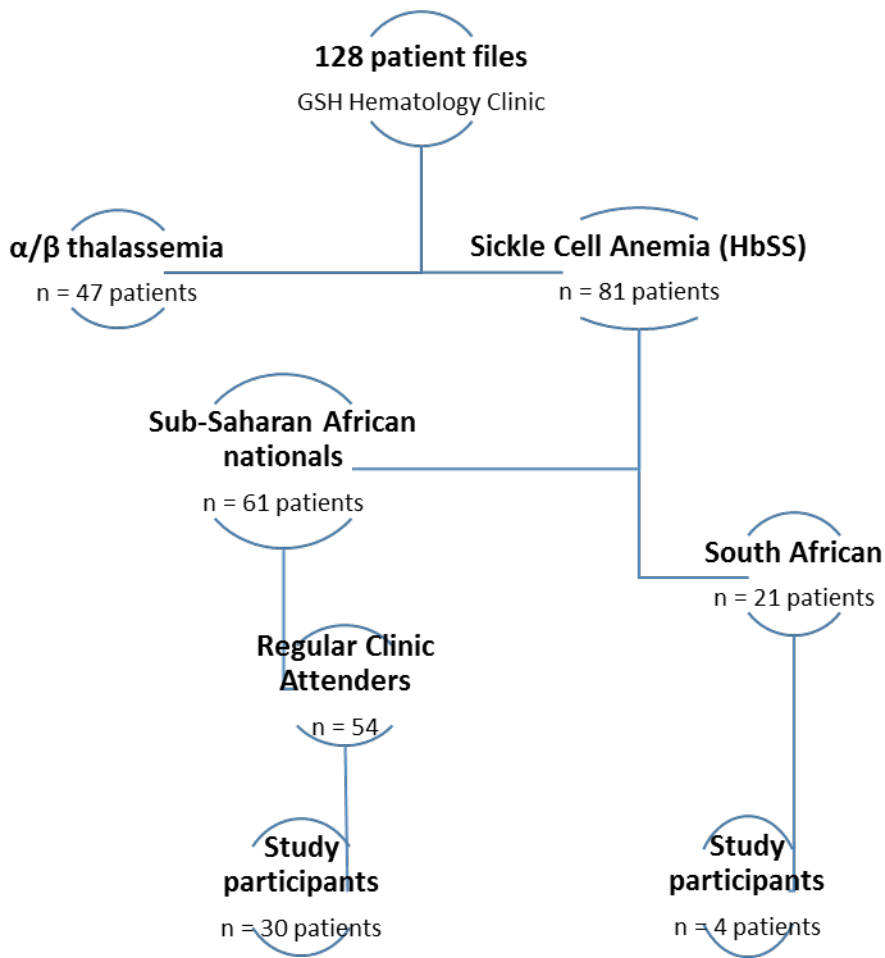 128 patient files
GSH Hematology Clinic
α/β thalassemia
n = 47 patients
Sickle Cell Anemia (HbSS)
n = 81 patients
Sub-Saharan African
nationals
n = 61 patients
South African
n = 21 patients
Regular Clinic
Attenders
n = 54
Study
participants
n = 30 patients
Study
participants
n = 4 patients